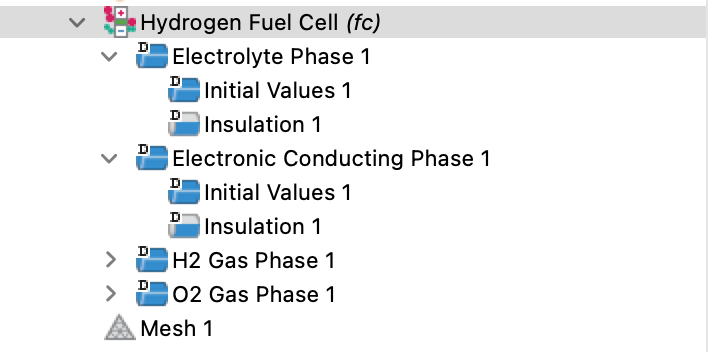 Hydrogen Fuel Cell (fc)
D Electrolyte Phase 1
D Initial Values 1
D Insulation 1
D Electronic Conducting Phase 1
D Initial Values 1
D Insulation 1
D H2 Gas Phase 1
D O2 Gas Phase 1
Mesh 1